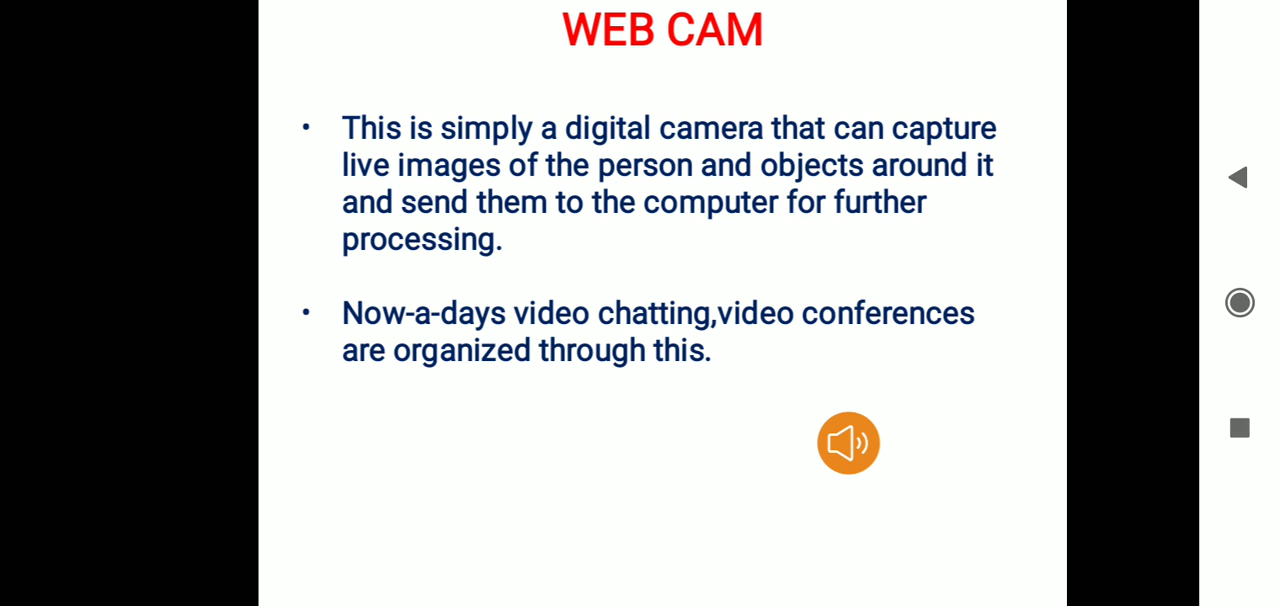 WEB CAM
• This is simply a digital camera that can capture
live images of the person and objects around it
and send them to the computer for further
processing.
• Now-a-days video chatting,video conferences
are organized through this.